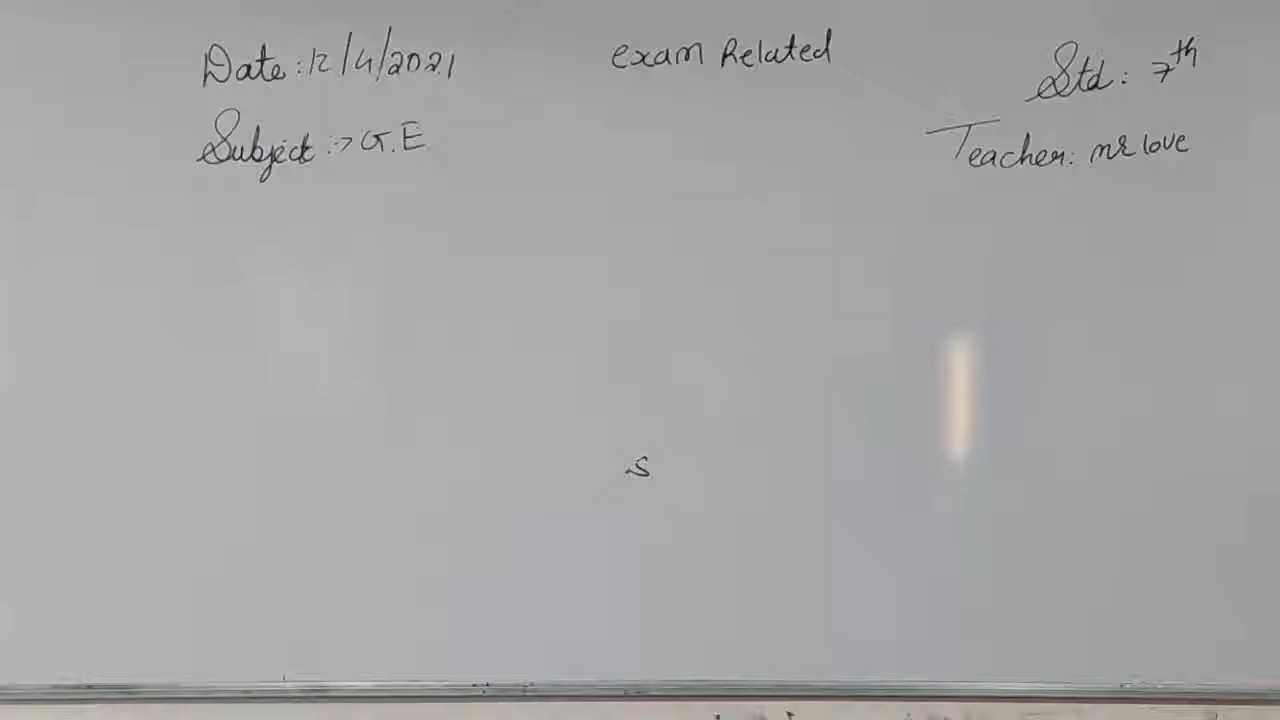 Date: 12/4/2021
exam Related
Std: 7th
Subject :→ G.E.
Teacher: mr love
S